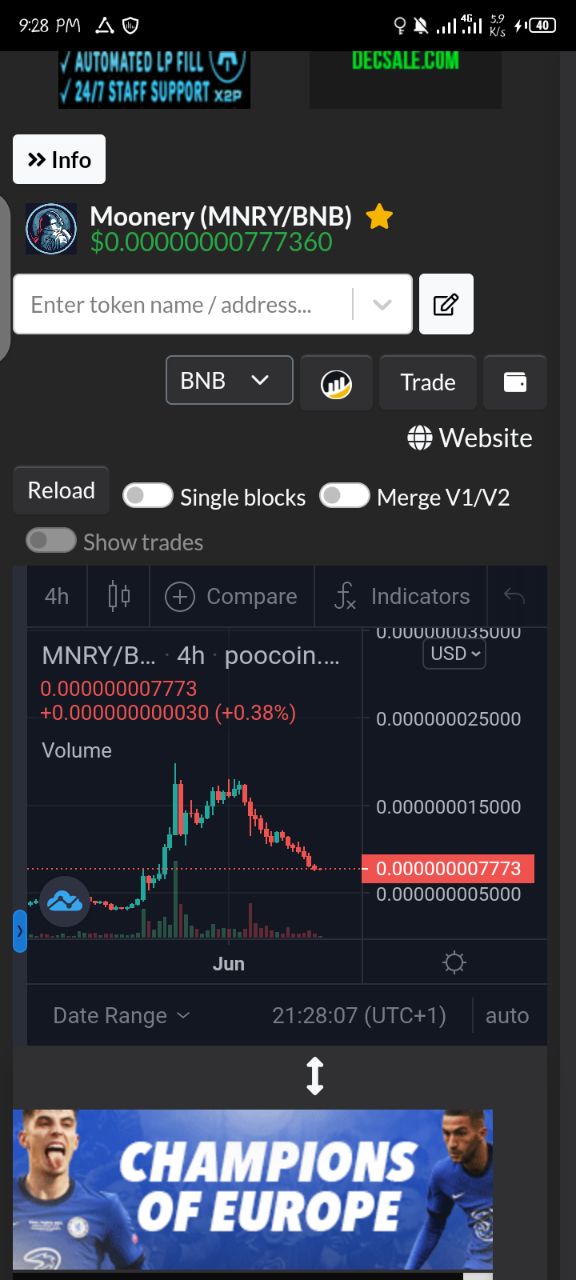 9:28 PM
4G
5.9
K/s
40
√ AUTOMATED LP FILL
√ 24/7 STAFF SUPPORT X2P
DECSALE.COM
Info
Moonery (MNRY/BNB)
$0.00000000777360
Enter token name / address...
BNB
Trade
Website
Reload
Single blocks
Merge V1/V2
Show trades
4h
Compare
fx Indicators
MNRY/B... · 4h · poocoin....
0.000000007773
+0.000000000030 (+0.38%)
Volume
0.000000035000
USD
0.000000025000
0.000000015000
0.000000007773
0.000000005000
Jun
Date Range
21:28:07 (UTC+1)
auto
CHAMPIONS
OF EUROPE